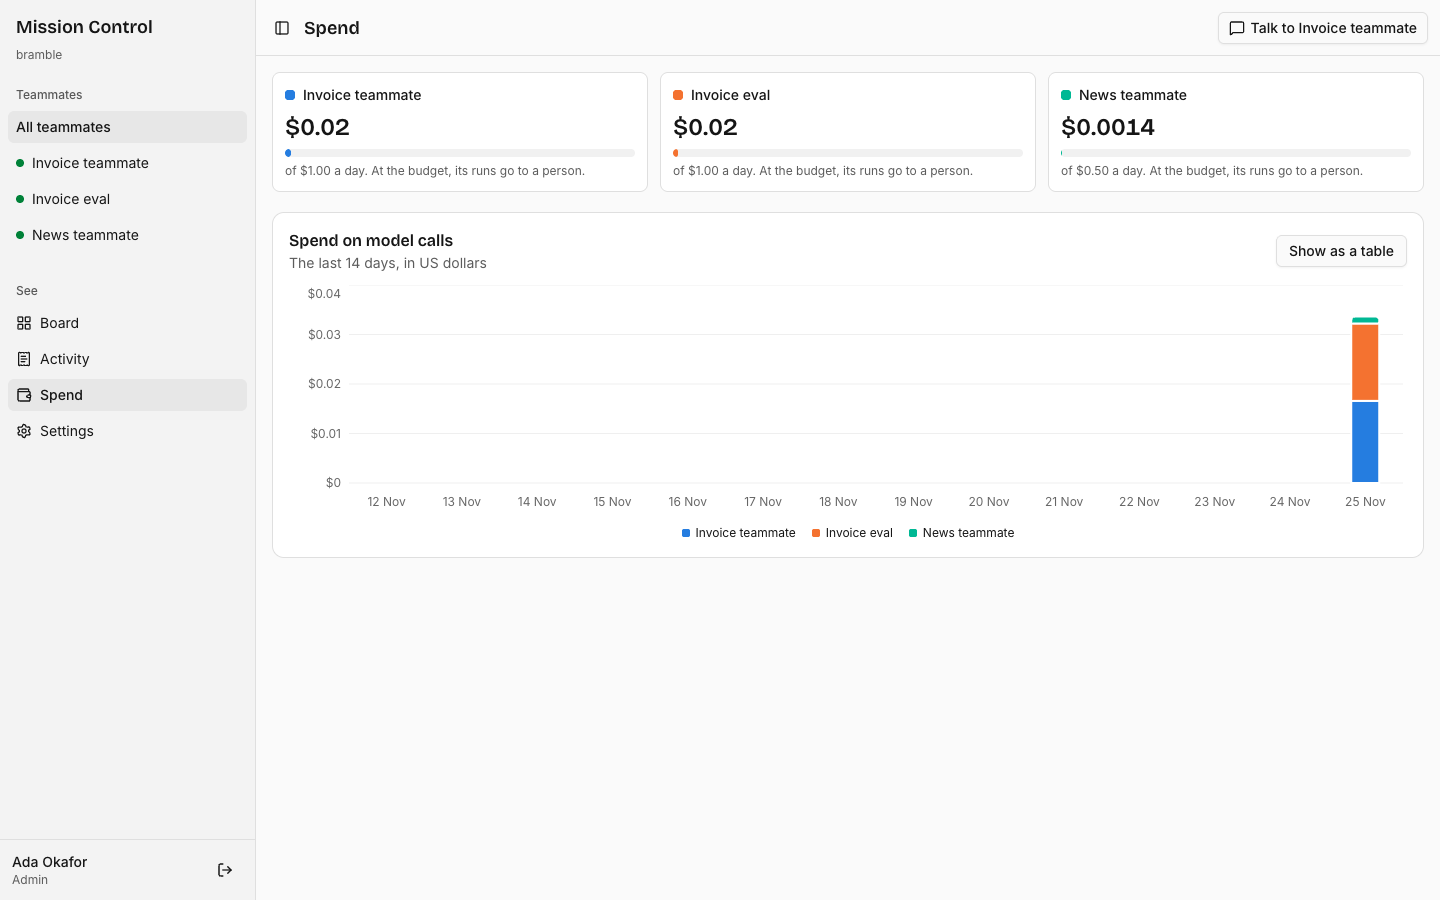 Mission Control
bramble
Teammates
All teammates
Invoice teammate
Invoice eval
News teammate
See
Board
Activity
Spend
Settings
Ada Okafor
Admin
Spend
Talk to Invoice teammate
Invoice teammate
$0.02
of $1.00 a day. At the budget, its runs go to a person.
Invoice eval
$0.02
of $1.00 a day. At the budget, its runs go to a person.
News teammate
$0.0014
of $0.50 a day. At the budget, its runs go to a person.
Spend on model calls
The last 14 days, in US dollars
Show as a table
$0.04
$0.03
$0.02
$0.01
$0
12 Nov 13 Nov 14 Nov 15 Nov 16 Nov 17 Nov 18 Nov 19 Nov 20 Nov 21 Nov 22 Nov 23 Nov 24 Nov 25 Nov
Invoice teammate Invoice eval News teammate